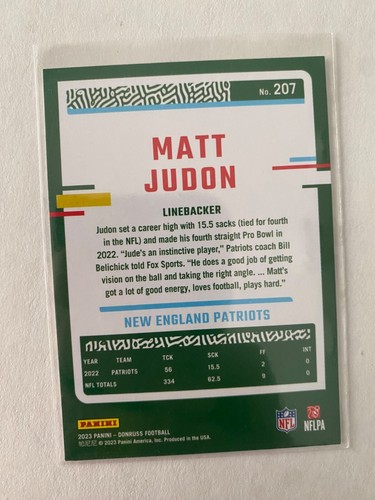 No. 207
MATT
JUDON
LINEBACKER
Judon set a career high with 15.5 sacks (tied for fourth
in the NFL) and made his fourth straight Pro Bowl in
2022. “Jude's an instinctive player,” Patriots coach Bill
Belichick told Fox Sports. “He does a good job of getting
vision on the ball and taking the right angle. ... Matt's
got a lot of good energy, loves football, plays hard.”
NEW ENGLAND PATRIOTS
YEAR TEAM TCK SCK FF INT
2022 PATRIOTS 56 15.5 2 0
NFL TOTALS 334 62.5 9 0
PANINI
NFL
NFLPA
2023 PANINI - DONRUSS FOOTBALL
帕尼尼 © 2023 Panini America, Inc. Produced in the USA.